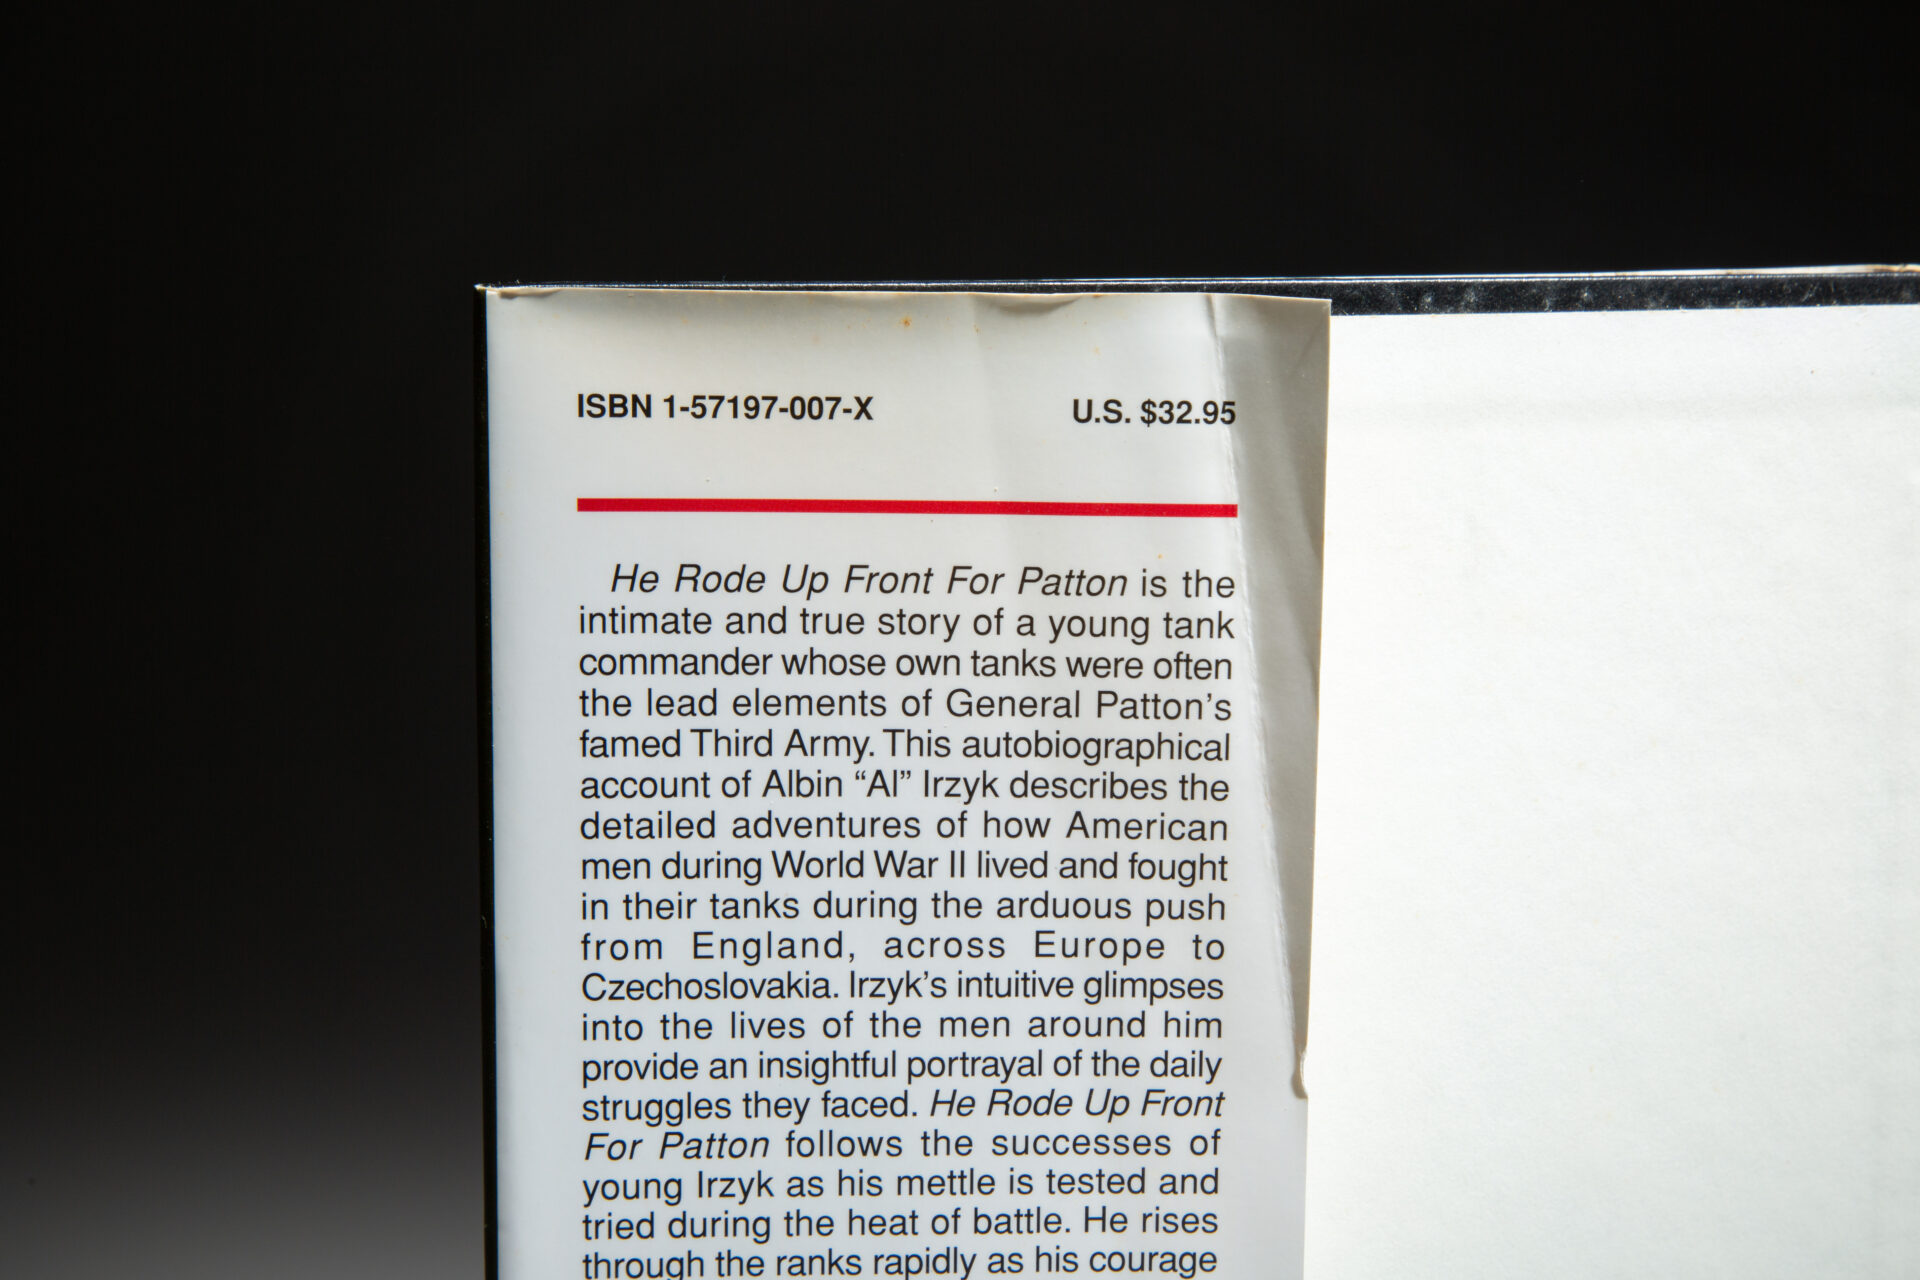 ISBN 1-57197-007-X U.S. $32.95
He Rode Up Front For Patton is the
intimate and true story of a young tank
commander whose own tanks were often
the lead elements of General Patton’s
famed Third Army. This autobiographical
account of Albin “Al” Irzyk describes the
detailed adventures of how American
men during World War II lived and fought
in their tanks during the arduous push
from England, across Europe to
Czechoslovakia. Irzyk’s intuitive glimpses
into the lives of the men around him
provide an insightful portrayal of the daily
struggles they faced. He Rode Up Front
For Patton follows the successes of
young Irzyk as his mettle is tested and
tried during the heat of battle. He rises
through the ranks rapidly as his courage